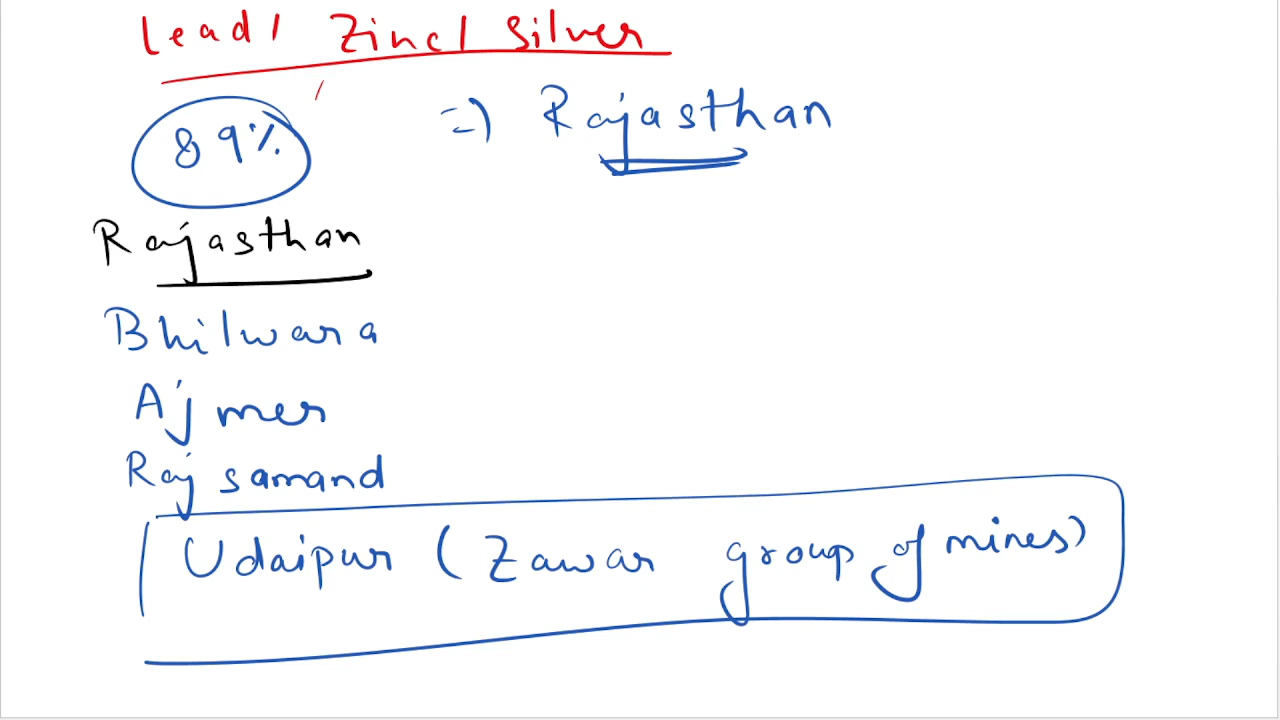 Lead/ Zinc/ Silver
89% => Rajasthan
Rajasthan
Bhilwara
Ajmer
Rajsamand
Udaipur (Zawar group of mines)